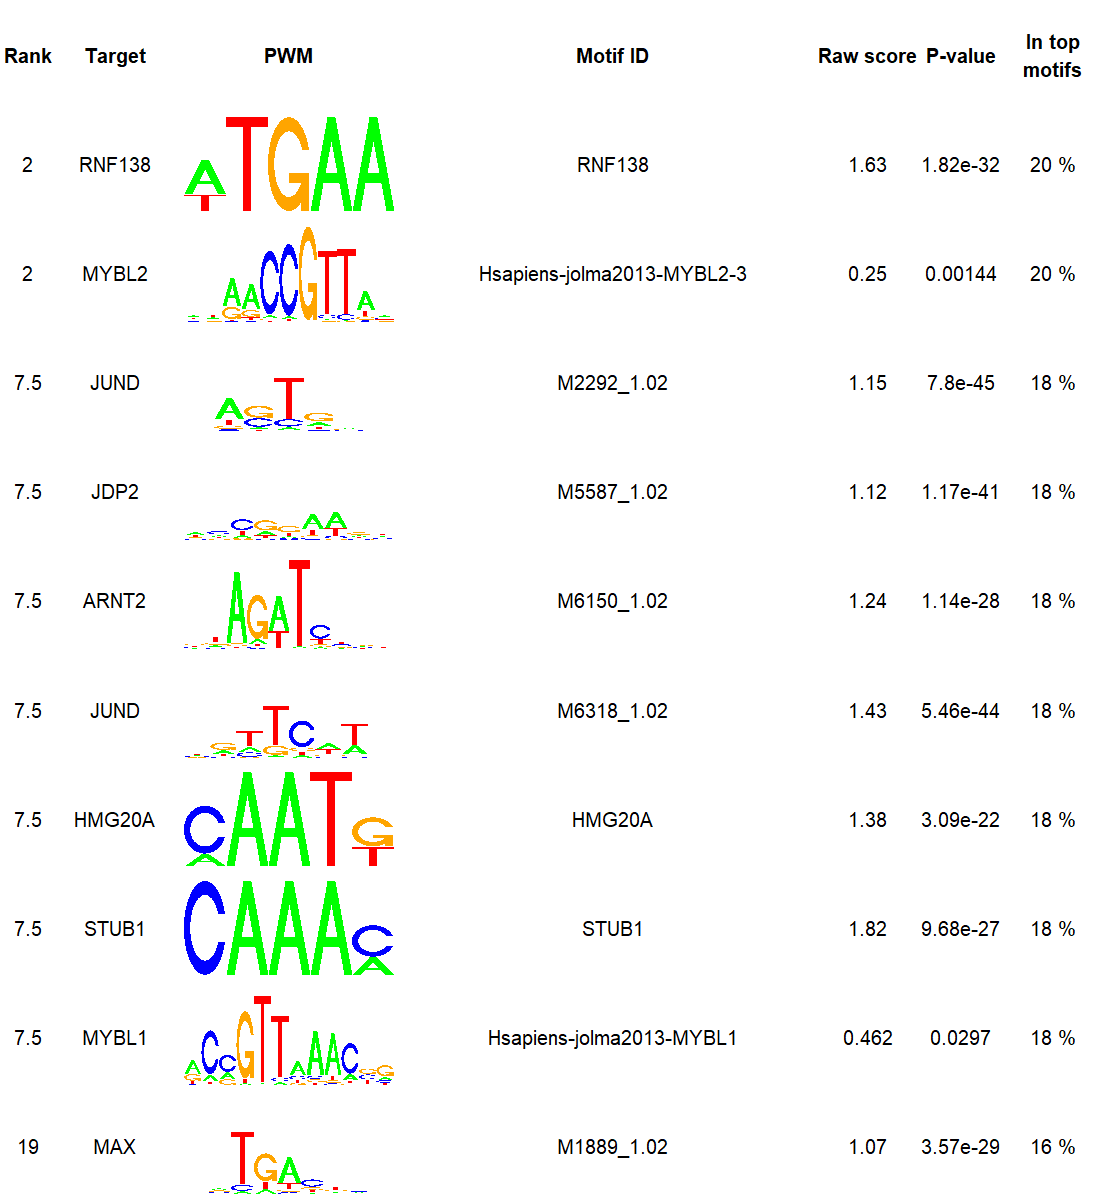 Rank Target PWM Motif ID Raw score P-value In top motifs
2 RNF138 RNF138 1.63 1.82e-32 20 %
2 MYBL2 Hsapiens-jolma2013-MYBL2-3 0.25 0.00144 20 %
7.5 JUND M2292_1.02 1.15 7.8e-45 18 %
7.5 JDP2 M5587_1.02 1.12 1.17e-41 18 %
7.5 ARNT2 M6150_1.02 1.24 1.14e-28 18 %
7.5 JUND M6318_1.02 1.43 5.46e-44 18 %
7.5 HMG20A HMG20A 1.38 3.09e-22 18 %
7.5 STUB1 STUB1 1.82 9.68e-27 18 %
7.5 MYBL1 Hsapiens-jolma2013-MYBL1 0.462 0.0297 18 %
19 MAX M1889_1.02 1.07 3.57e-29 16 %